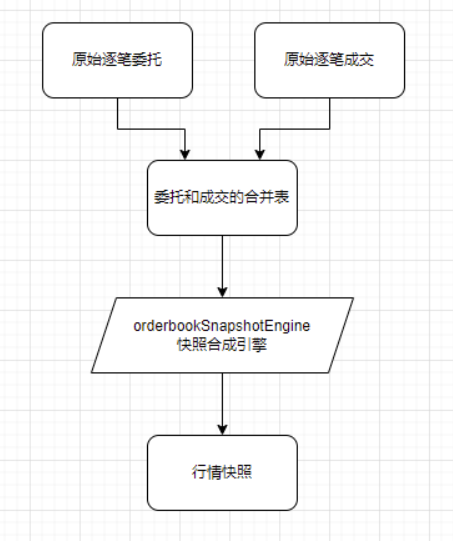 原始逐笔委托
原始逐笔成交
委托和成交的合并表
orderbookSnapshotEngine
快照合成引擎
行情快照